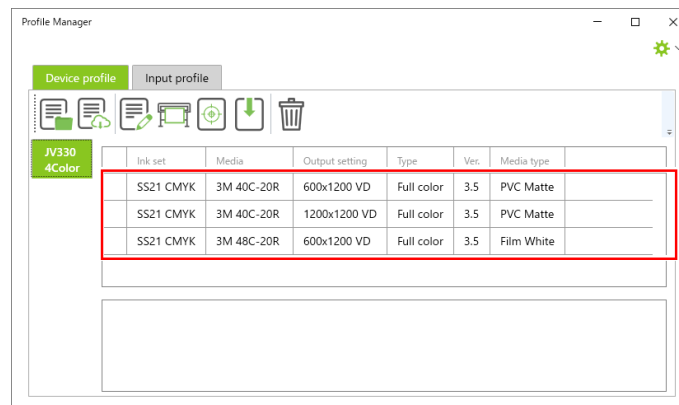 Profile Manager
Device profile Input profile
JV330
4Color
Ink set Media Output setting Type Ver. Media type
SS21 CMYK 3M 40C-20R 600x1200 VD Full color 3.5 PVC Matte
SS21 CMYK 3M 40C-20R 1200x1200 VD Full color 3.5 PVC Matte
SS21 CMYK 3M 48C-20R 600x1200 VD Full color 3.5 Film White